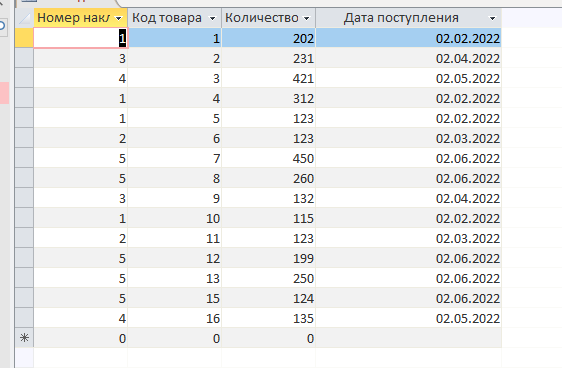 Номер накл Код товара Количество Дата поступления
1 1 202 02.02.2022
3 2 231 02.04.2022
4 3 421 02.05.2022
1 4 312 02.02.2022
1 5 123 02.02.2022
2 6 123 02.03.2022
5 7 450 02.06.2022
5 8 260 02.06.2022
3 9 132 02.04.2022
1 10 115 02.02.2022
2 11 123 02.03.2022
5 12 199 02.06.2022
5 13 250 02.06.2022
5 15 124 02.06.2022
4 16 135 02.05.2022
0 0 0